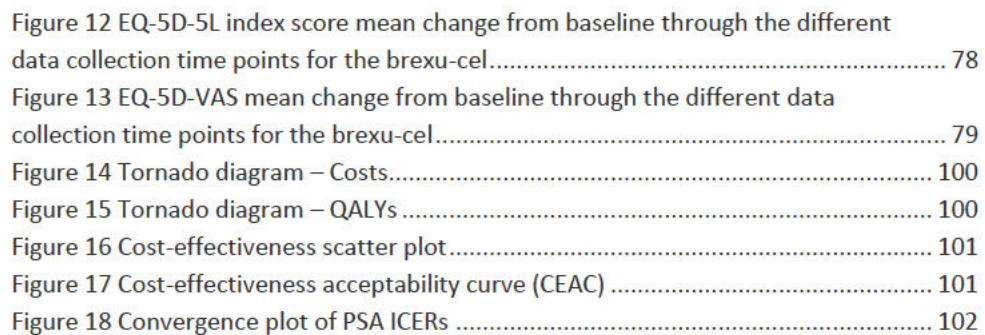 Figure 12 EQ-5D-5L index score mean change from baseline through the different
data collection time points for the brexu-cel.................................................................................. 78
Figure 13 EQ-5D-VAS mean change from baseline through the different data
collection time points for the brexu-cel............................................................................................ 79
Figure 14 Tornado diagram – Costs.................................................................................................. 100
Figure 15 Tornado diagram – QALYs ................................................................................................ 100
Figure 16 Cost-effectiveness scatter plot........................................................................................ 101
Figure 17 Cost-effectiveness acceptability curve (CEAC) .......................................................... 101
Figure 18 Convergence plot of PSA ICERs ...................................................................................... 102